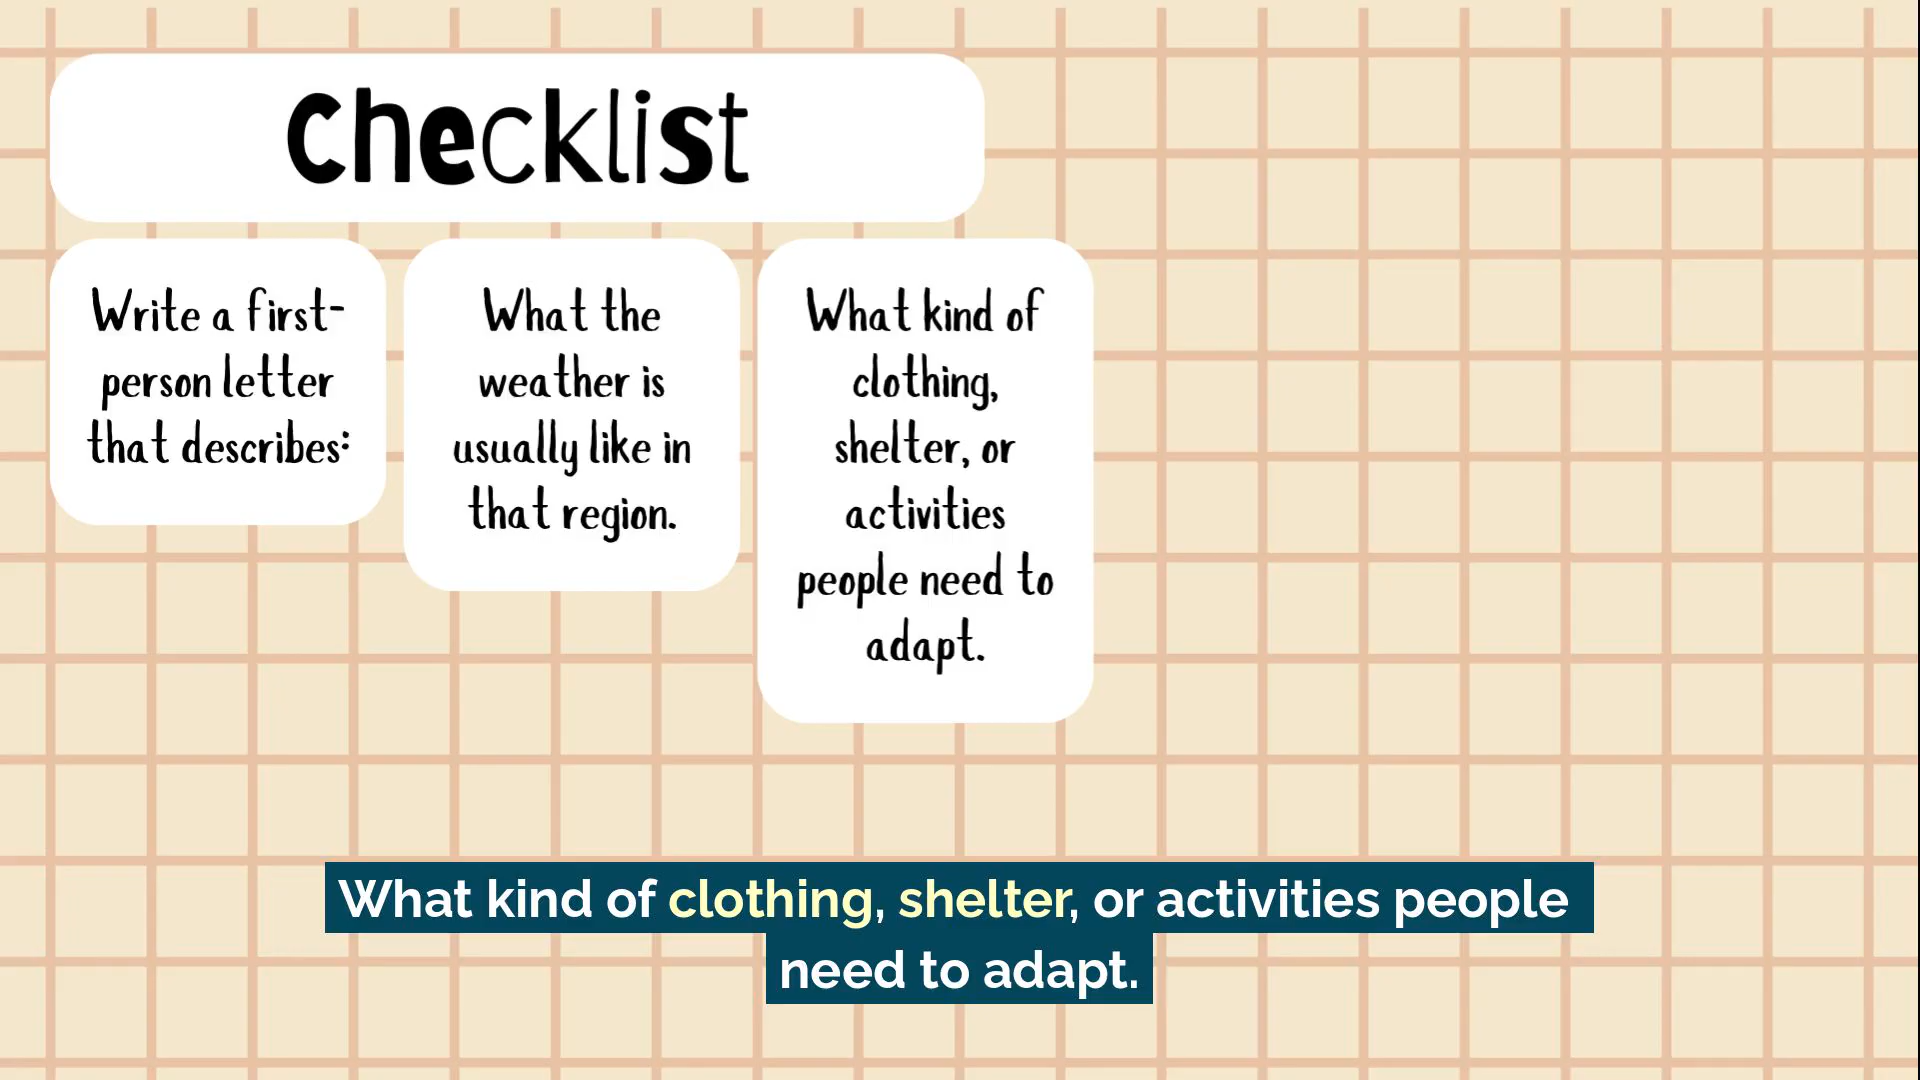 Checklist
Write a first-
person letter
that describes:
What the
weather is
usually like in
that region.
What kind of
clothing,
shelter, or
activities
people need to
adapt.
What kind of clothing, shelter, or activities people
need to adapt.